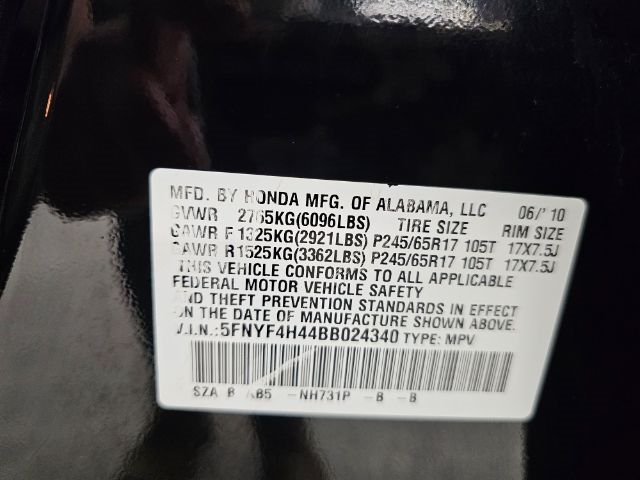 MFD. BY HONDA MFG. OF ALABAMA, LLC 06/'10
GVWR 2765KG(6096LBS) TIRE SIZE RIM SIZE
GAWR F 1325KG(2921LBS) P245/65R17 105T 17X7.5J
GAWR R 1525KG(3362LBS) P245/65R17 105T 17X7.5J
THIS VEHICLE CONFORMS TO ALL APPLICABLE
FEDERAL MOTOR VEHICLE SAFETY
AND THEFT PREVENTION STANDARDS IN EFFECT
ON THE DATE OF MANUFACTURE SHOWN ABOVE.
V.I.N.:5FNYF4H44BB024340 TYPE: MPV
SZA B AB5 -NH731P -B -B